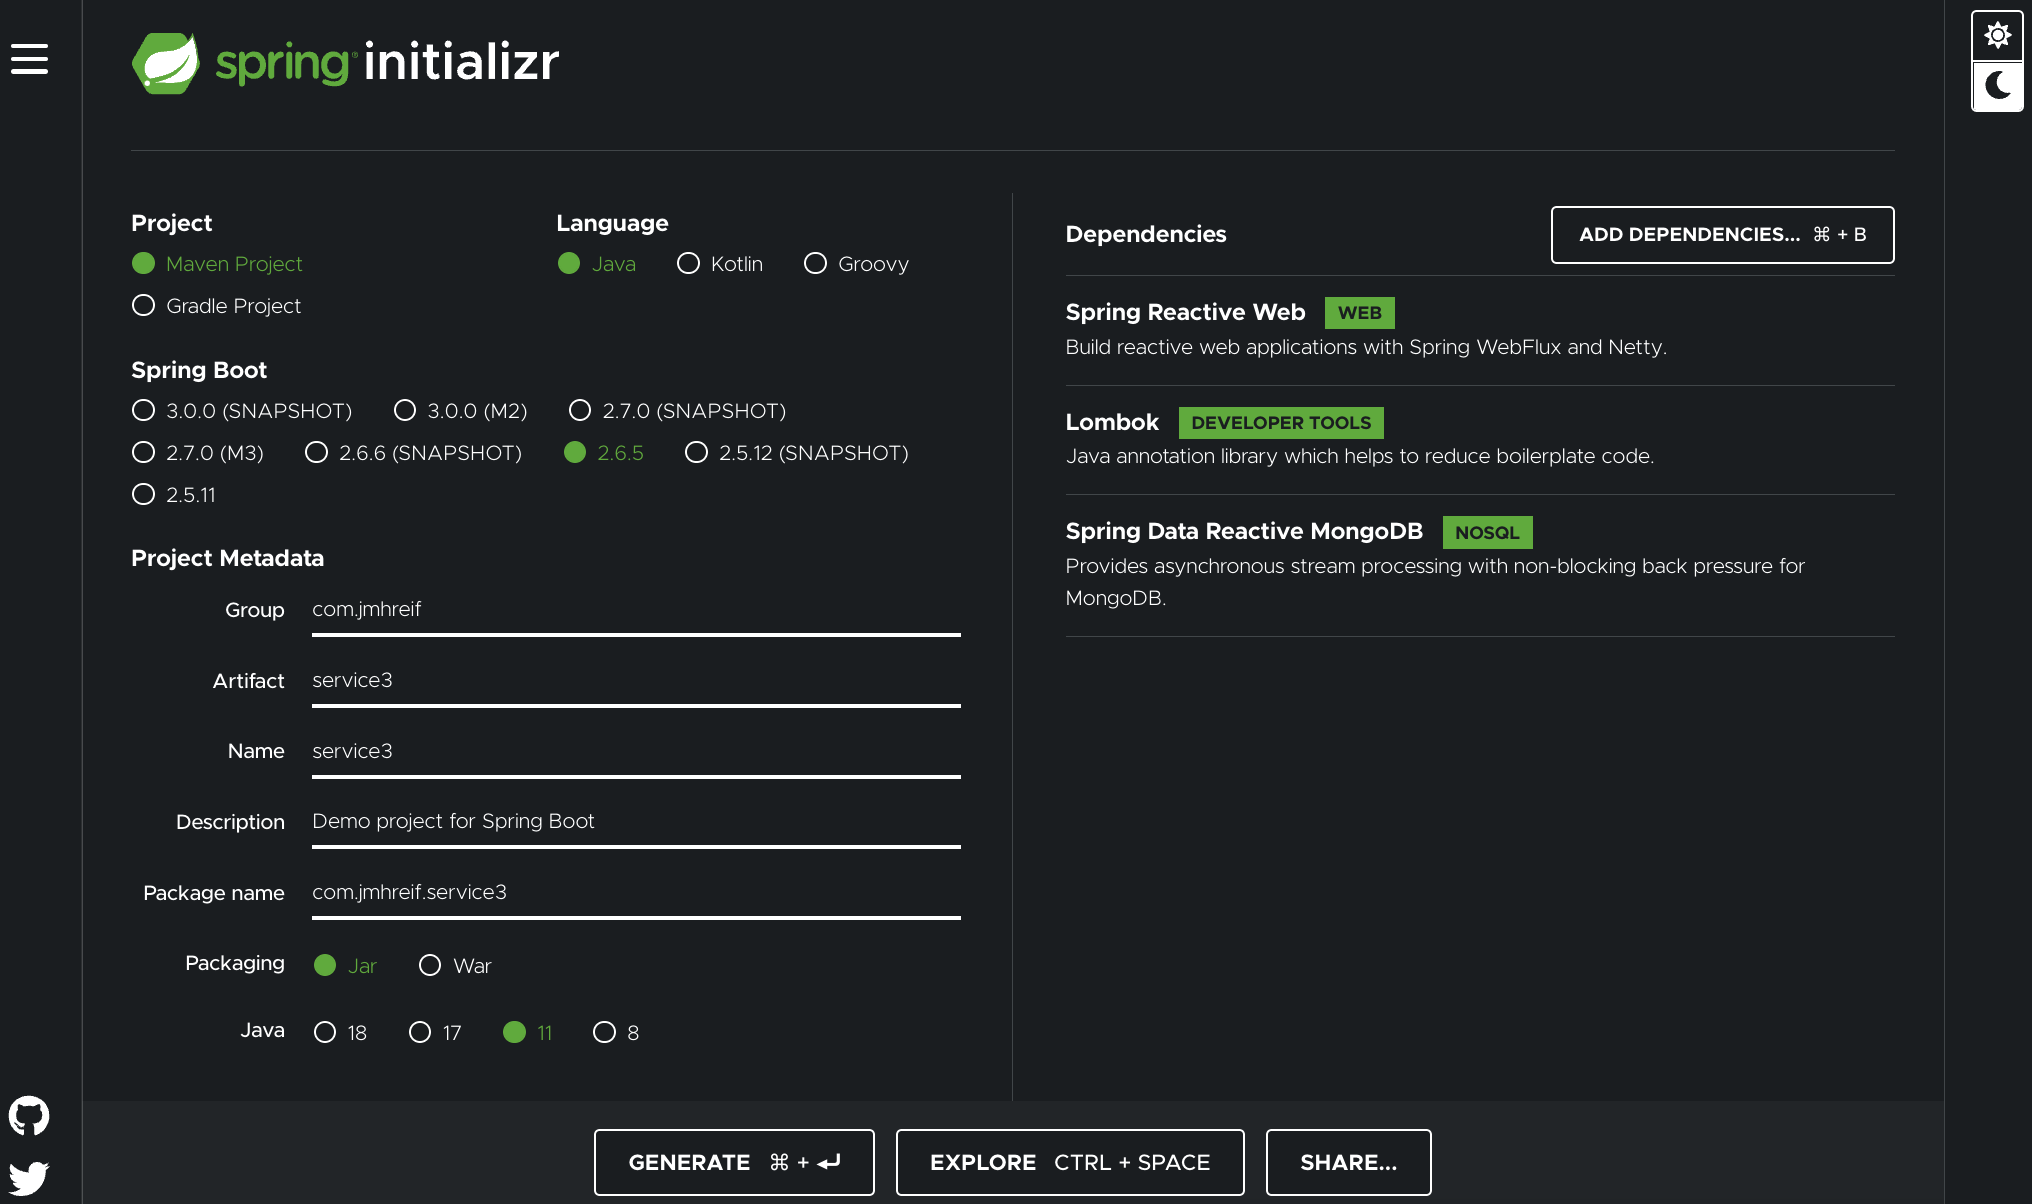 spring initializr
Project
Maven Project
Gradle Project
Language
Java Kotlin Groovy
Spring Boot
3.0.0 (SNAPSHOT) 3.0.0 (M2) 2.7.0 (SNAPSHOT)
2.7.0 (M3) 2.6.6 (SNAPSHOT) 2.6.5 2.5.12 (SNAPSHOT)
2.5.11
Project Metadata
Group com.jmhreif
Artifact service3
Name service3
Description Demo project for Spring Boot
Package name com.jmhreif.service3
Packaging Jar War
Java 18 17 11 8
Dependencies ADD DEPENDENCIES... ⌘ + B
Spring Reactive Web WEB
Build reactive web applications with Spring WebFlux and Netty.
Lombok DEVELOPER TOOLS
Java annotation library which helps to reduce boilerplate code.
Spring Data Reactive MongoDB NOSQL
Provides asynchronous stream processing with non-blocking back pressure for
MongoDB.
GENERATE ⌘ + ⏎ EXPLORE CTRL + SPACE SHARE...